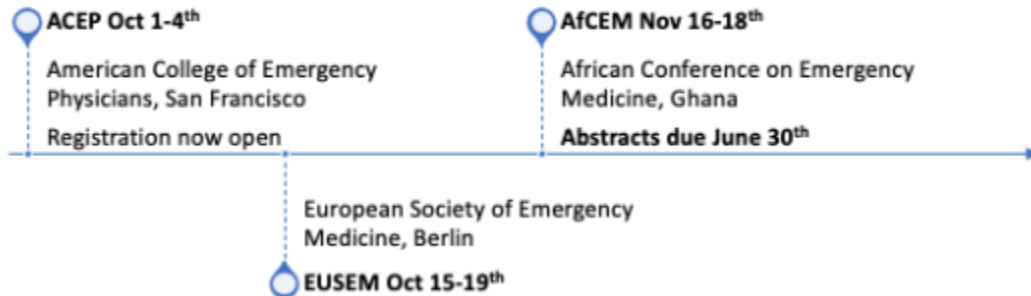 ACEP Oct 1-4th
American College of Emergency
Physicians, San Francisco
Registration now open
AfCEM Nov 16-18th
African Conference on Emergency
Medicine, Ghana
Abstracts due June 30th
European Society of Emergency
Medicine, Berlin
EUSEM Oct 15-19th